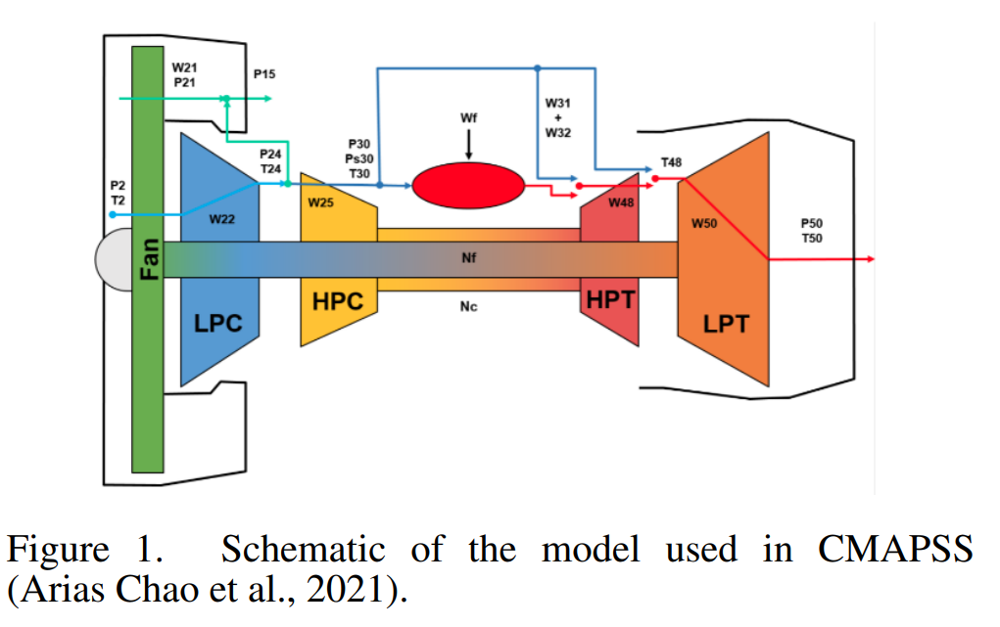 W21
P21
P15
P2
T2
Fan
P24
T24
W22
LPC
P30
Ps30
T30
W25
HPC
Wf
W31
+
W32
Nf
Nc
T48
W48
HPT
W50
LPT
P50
T50
Figure 1. Schematic of the model used in CMAPSS
(Arias Chao et al., 2021).